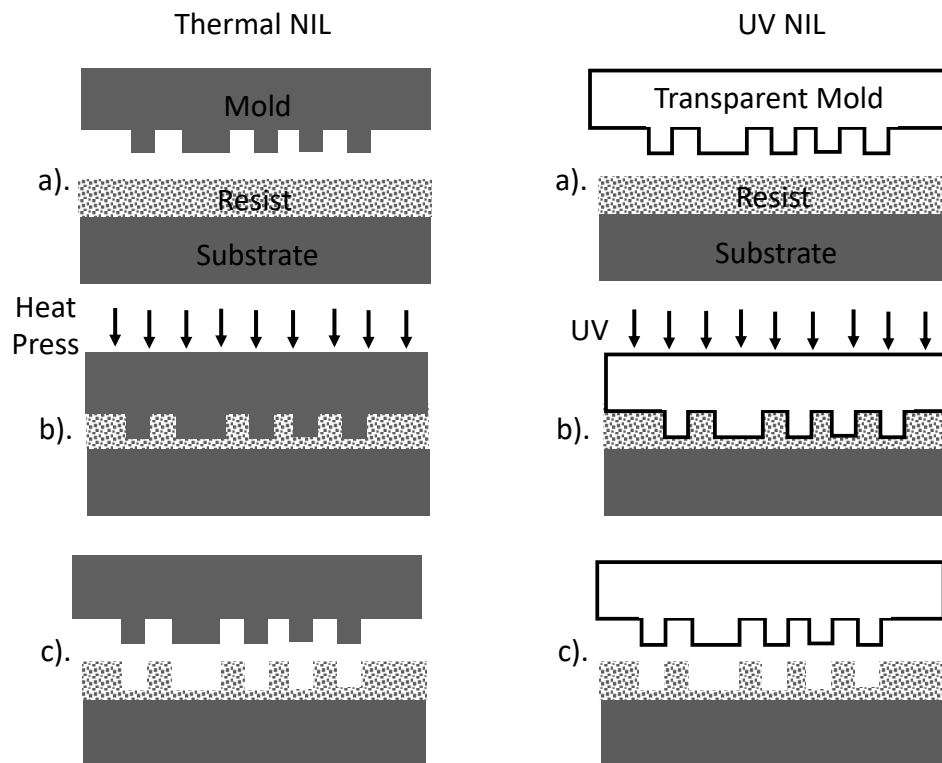 Thermal NIL
UV NIL
Mold
Transparent Mold
a).
Resist
Substrate
a).
Resist
Substrate
Heat
Press
UV
b).
b).
c).
c).